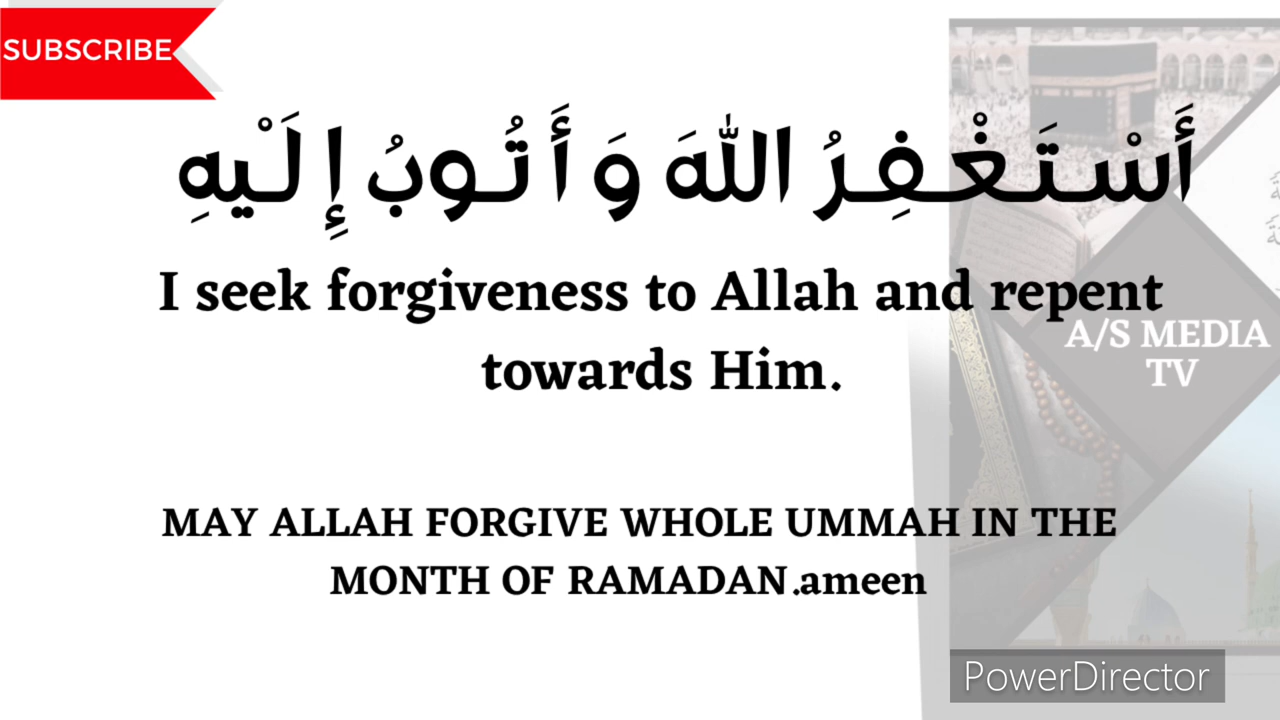 SUBSCRIBE
أَسْتَغْفِرُ اللهَ وَأَتُوبُ إِلَيْهِ
I seek forgiveness to Allah and repent
towards Him.
A/S MEDIA
TV
MAY ALLAH FORGIVE WHOLE UMMAH IN THE
MONTH OF RAMADAN.ameen
PowerDirector